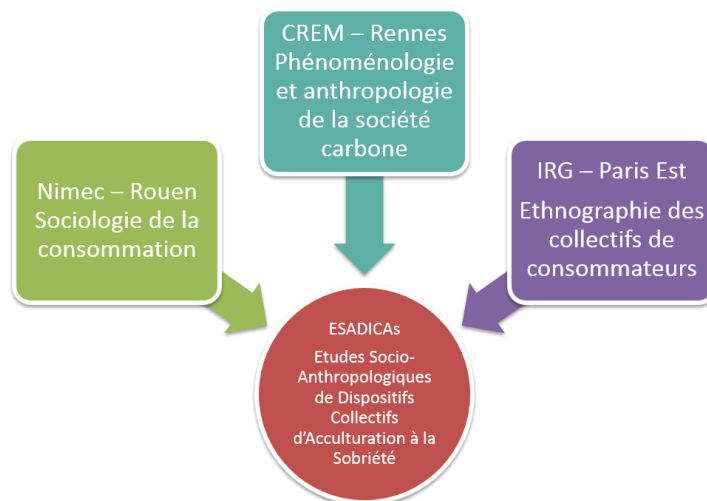 CREM – Rennes
Phénoménologie
et anthropologie
de la société
carbone
Nimec – Rouen
Sociologie de la
consommation
IRG – Paris Est
Ethnographie des
collectifs de
consommateurs
ESADICAs
Etudes Socio-
Anthropologiques
de Dispositifs
Collectifs
d’Acculturation à la
Sobriété